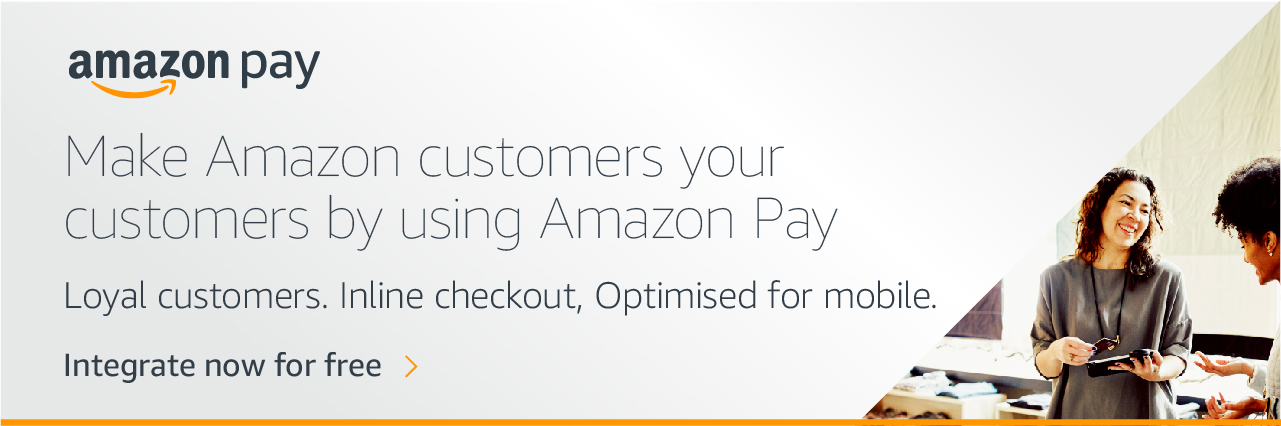 amazon pay
Make Amazon customers your
customers by using Amazon Pay
Loyal customers. Inline checkout, Optimised for mobile.
Integrate now for free